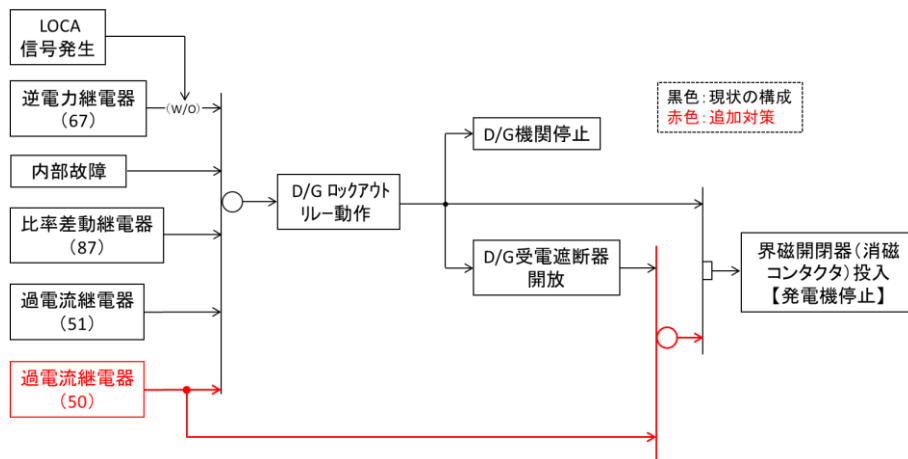 LOCA
信号発生
逆電力継電器
(67)
(W/O)
内部故障
比率差動継電器
(87)
過電流継電器
(51)
過電流継電器
(50)
D/G ロックアウト
リレー動作
D/G機関停止
D/G受電遮断器
開放
黒色：現状の構成
赤色：追加対策
界磁開閉器（消磁
コンタクタ）投入
【発電機停止】